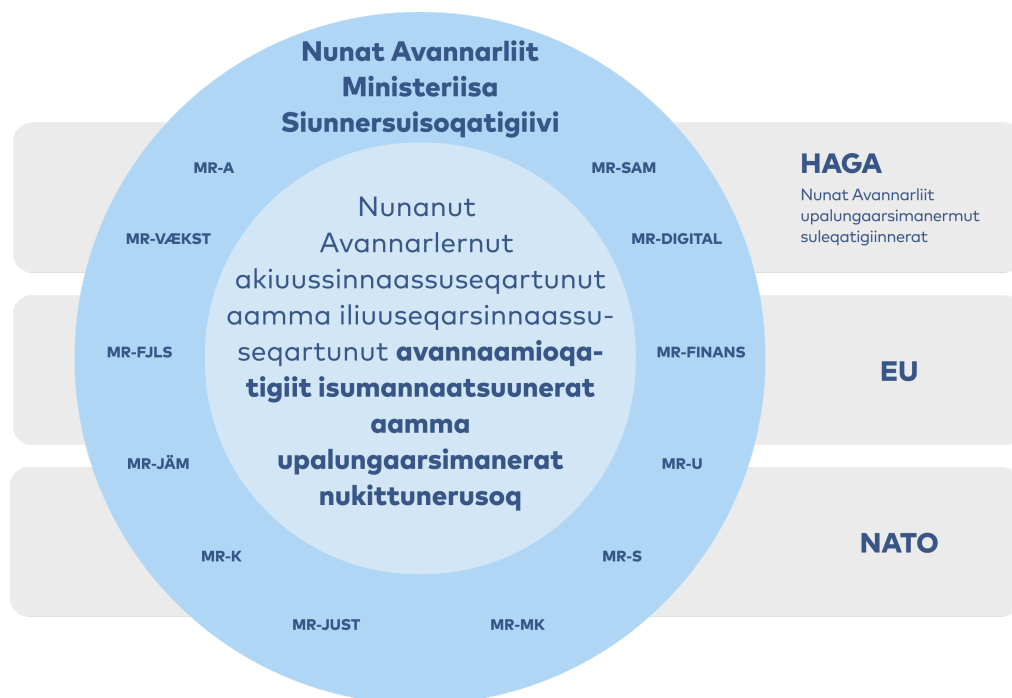 Nunat Avannarliit
Ministeriisa
Siunnersuisoqatigiivi
MR-A
MR-SAM
MR-VÆKST
MR-DIGITAL
MR-FJLS
MR-FINANS
MR-JÄM
MR-U
MR-K
MR-S
MR-JUST
MR-MK
Nunanut
Avannarlernut
akiuussinnaassuseqartunut
aamma iliuuseqarsinnaassu-
seqartunut avannaamioqa-
tigiit isumannaatsuunerat
aamma
upalungaarsimanerat
nukittunerusoq
HAGA
Nunat Avannarliit
upalungaarsimanermut
suleqatigiinnerat
EU
NATO